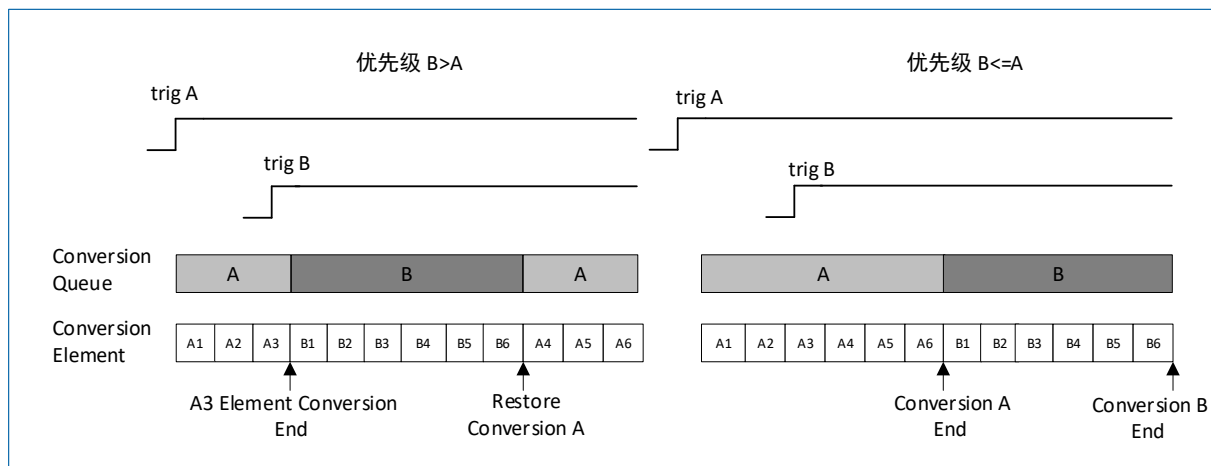 优先级 B>A
优先级 B<=A
trig A
trig A
trig B
trig B
Conversion
Queue
A
B
A
A
B
Conversion
Element
A1 A2 A3 B1 B2 B3 B4 B5 B6 A4 A5 A6
A1 A2 A3 A4 A5 A6 B1 B2 B3 B4 B5 B6
A3 Element Conversion
End
Restore
Conversion A
Conversion A
End
Conversion B
End